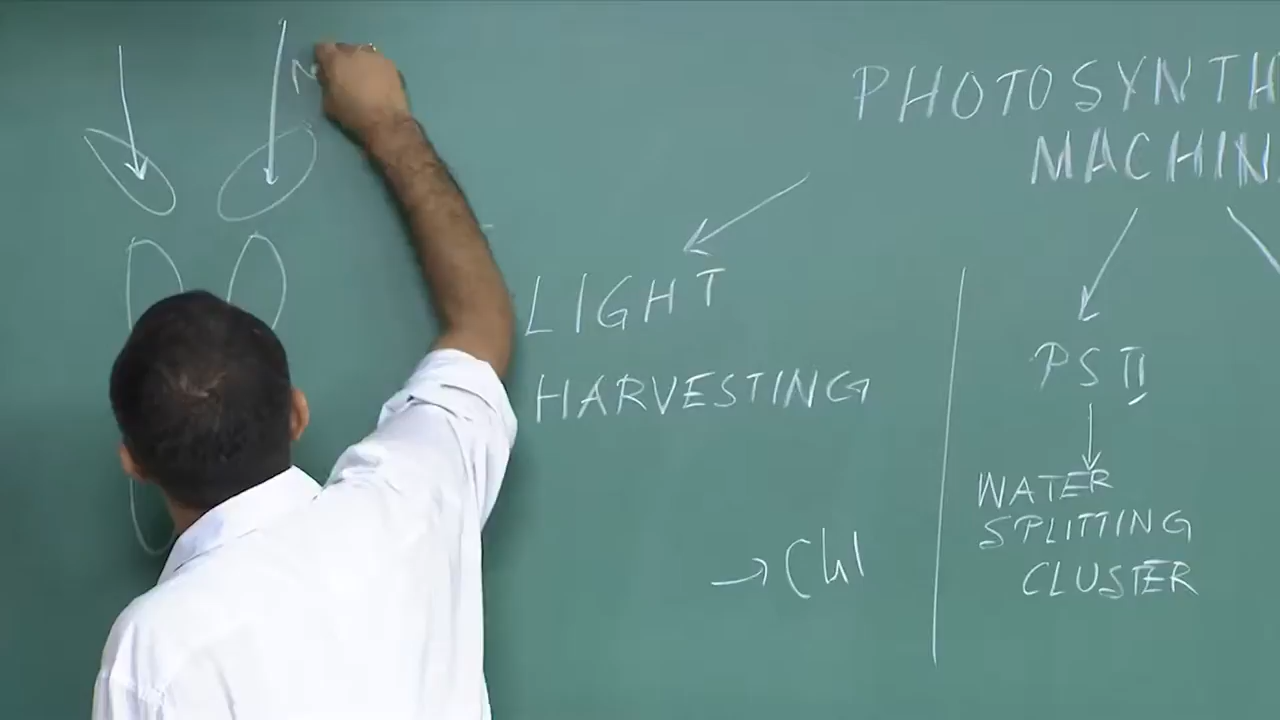 N
PHOTOSYNTH
MACHIN
LIGHT
HARVESTING
→ Chl
PS II
WATER
SPLITTING
CLUSTER